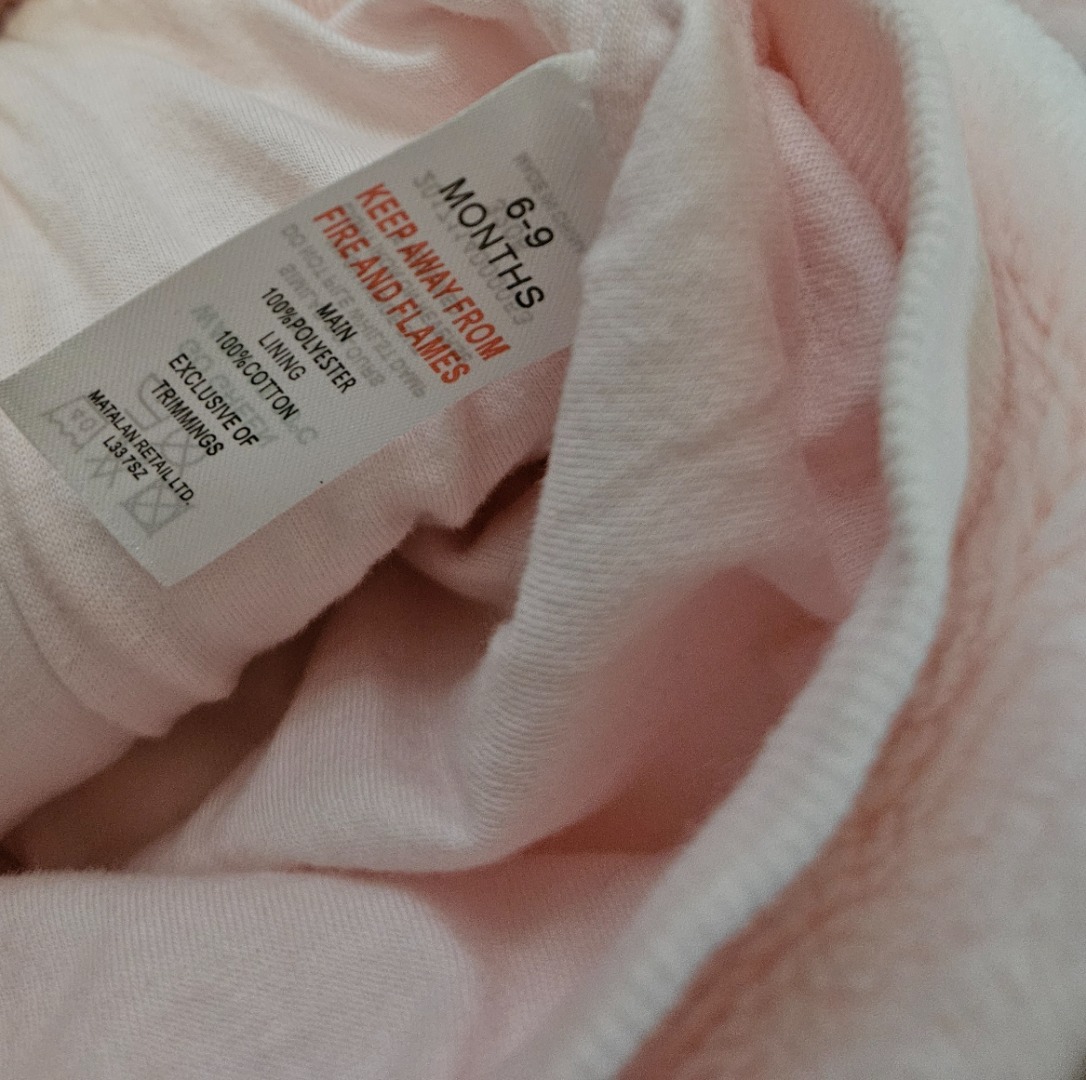 6-9
MONTHS
KEEP AWAY FROM
FIRE AND FLAMES
MAIN
100%POLYESTER
LINING
100%COTTON
EXCLUSIVE OF
TRIMMINGS
MATALAN RETAIL LTD.
L33 7SZ